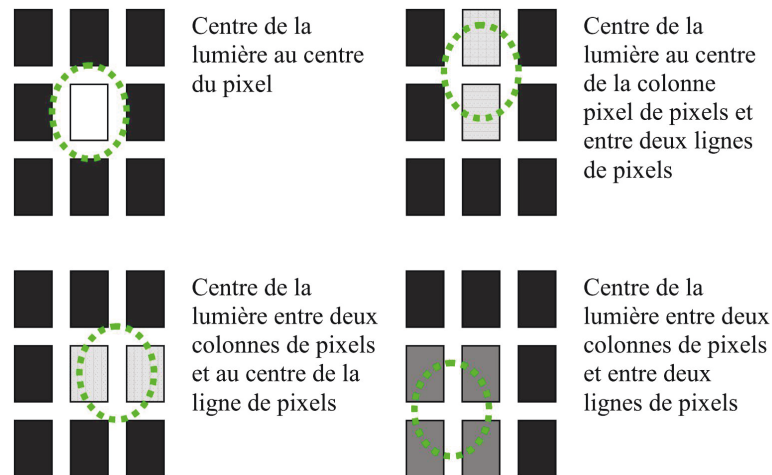 Centre de la
lumière au centre
du pixel
Centre de la
lumière au centre
de la colonne
pixel de pixels et
entre deux lignes
de pixels
Centre de la
lumière entre deux
colonnes de pixels
et au centre de la
ligne de pixels
Centre de la
lumière entre deux
colonnes de pixels
et entre deux
lignes de pixels